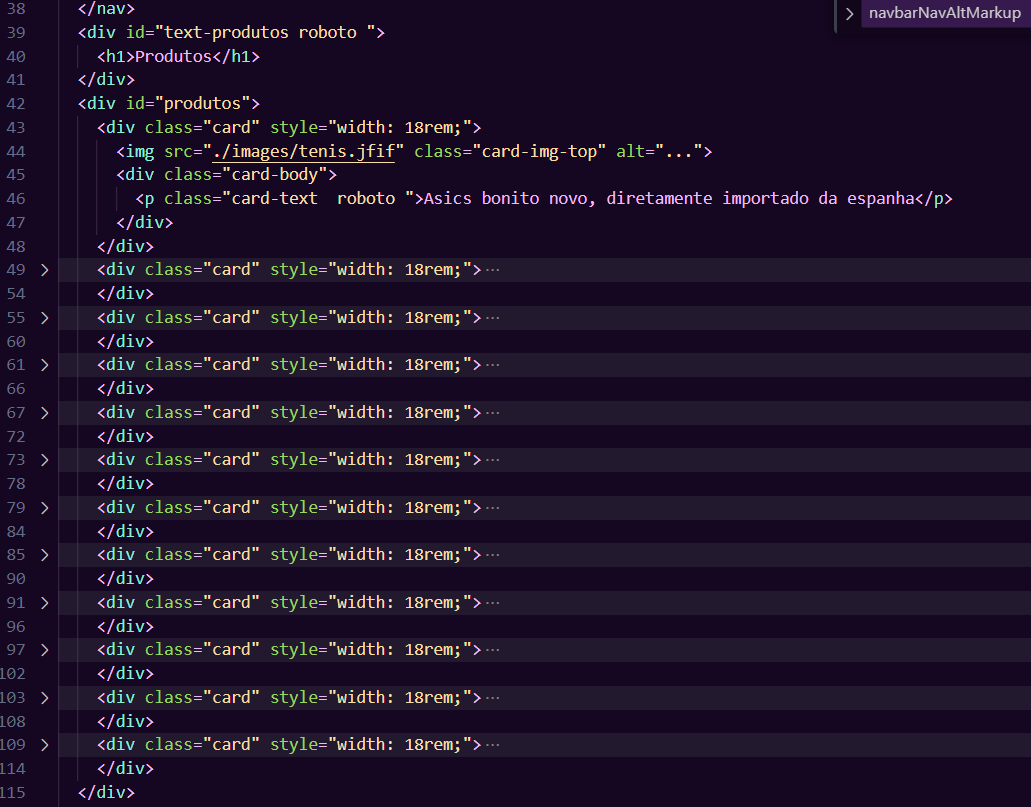 navbarNavAltMarkup
38 </nav>
39 <div id="text-produtos roboto ">
40 <h1>Produtos</h1>
41 </div>
42 <div id="produtos">
43 <div class="card" style="width: 18rem;">
44 <img src="./images/tenis.jfif" class="card-img-top" alt="...">
45 <div class="card-body">
46 <p class="card-text  roboto ">Asics bonito novo, diretamente importado da espanha</p>
47 </div>
48 </div>
49 <div class="card" style="width: 18rem;">···
54 </div>
55 <div class="card" style="width: 18rem;">···
60 </div>
61 <div class="card" style="width: 18rem;">···
66 </div>
67 <div class="card" style="width: 18rem;">···
72 </div>
73 <div class="card" style="width: 18rem;">···
78 </div>
79 <div class="card" style="width: 18rem;">···
84 </div>
85 <div class="card" style="width: 18rem;">···
90 </div>
91 <div class="card" style="width: 18rem;">···
96 </div>
97 <div class="card" style="width: 18rem;">···
102 </div>
103 <div class="card" style="width: 18rem;">···
108 </div>
109 <div class="card" style="width: 18rem;">···
114 </div>
115 </div>